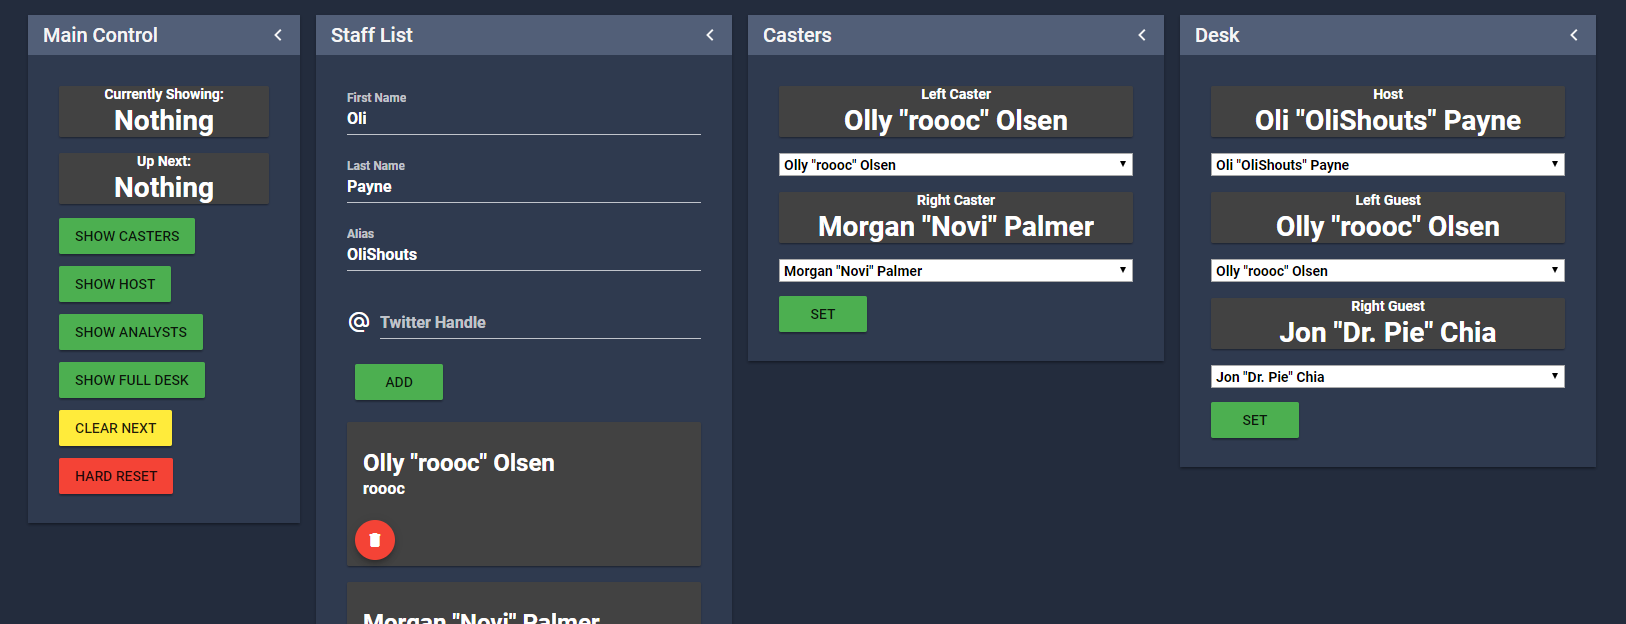 Main Control
Currently Showing:
Nothing
Up Next:
Nothing
SHOW CASTERS
SHOW HOST
SHOW ANALYSTS
SHOW FULL DESK
CLEAR NEXT
HARD RESET
Staff List
First Name
Oli
Last Name
Payne
Alias
OliShouts
@ Twitter Handle
ADD
Olly "roooc" Olsen
roooc
Morgan "Novi" Palmer
Casters
Left Caster
Olly "roooc" Olsen
Olly "roooc" Olsen
Right Caster
Morgan "Novi" Palmer
Morgan "Novi" Palmer
SET
Desk
Host
Oli "OliShouts" Payne
Oli "OliShouts" Payne
Left Guest
Olly "roooc" Olsen
Olly "roooc" Olsen
Right Guest
Jon "Dr. Pie" Chia
Jon "Dr. Pie" Chia
SET